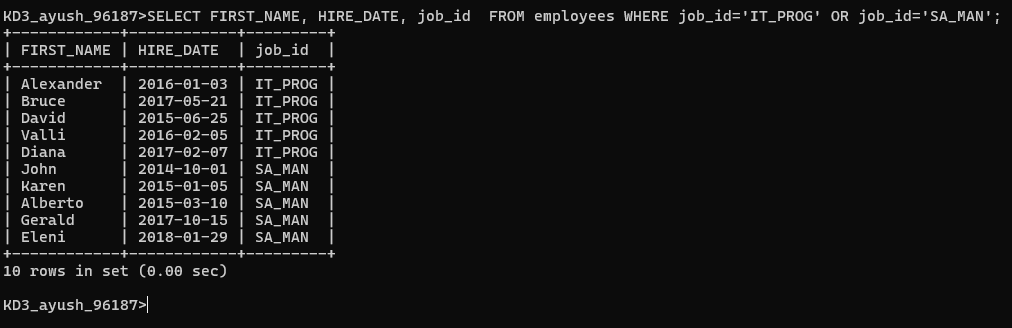 KD3_ayush_96187>SELECT FIRST_NAME, HIRE_DATE, job_id  FROM employees WHERE job_id='IT_PROG' OR job_id='SA_MAN';
+------------+------------+---------+
| FIRST_NAME | HIRE_DATE  | job_id  |
+------------+------------+---------+
| Alexander  | 2016-01-03 | IT_PROG |
| Bruce      | 2017-05-21 | IT_PROG |
| David      | 2015-06-25 | IT_PROG |
| Valli      | 2016-02-05 | IT_PROG |
| Diana      | 2017-02-07 | IT_PROG |
| John       | 2014-10-01 | SA_MAN  |
| Karen      | 2015-01-05 | SA_MAN  |
| Alberto    | 2015-03-10 | SA_MAN  |
| Gerald     | 2017-10-15 | SA_MAN  |
| Eleni      | 2018-01-29 | SA_MAN  |
+------------+------------+---------+
10 rows in set (0.00 sec)
KD3_ayush_96187>